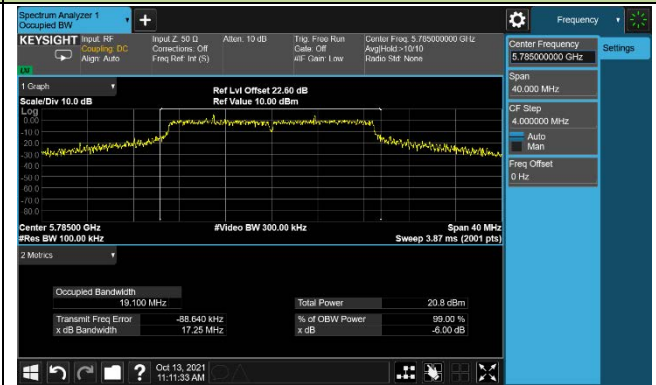 Spectrum Analyzer 1
Occupied BW
Frequency
KEYSIGHT
Input: RF
Coupling: DC
Align: Auto
Input Z: 50 Ω
Corrections: Off
Freq Ref: Int (S)
Atten: 10 dB
Trig: Free Run
Gate: Off
#IF Gain: Low
Center Freq: 5.785000000 GHz
Avg|Hold:>10/10
Radio Std: None
Center Frequency
5.785000000 GHz
Settings
Span
40.000 MHz
CF Step
4.000000 MHz
Auto
Man
Freq Offset
0 Hz
1 Graph
Scale/Div 10.0 dB
Ref Lvl Offset 22.60 dB
Ref Value 10.00 dBm
Log
0.00
-10.0
-20.0
-30.0
-40.0
-50.0
-60.0
-70.0
-80.0
Center 5.78500 GHz
#Res BW 100.00 kHz
#Video BW 300.00 kHz
Span 40 MHz
Sweep 3.87 ms (2001 pts)
2 Metrics
Occupied Bandwidth
19.100 MHz
Total Power 20.8 dBm
Transmit Freq Error -88.640 kHz
% of OBW Power 99.00 %
x dB Bandwidth 17.25 MHz
x dB -6.00 dB
Oct 13, 2021
11:11:33 AM